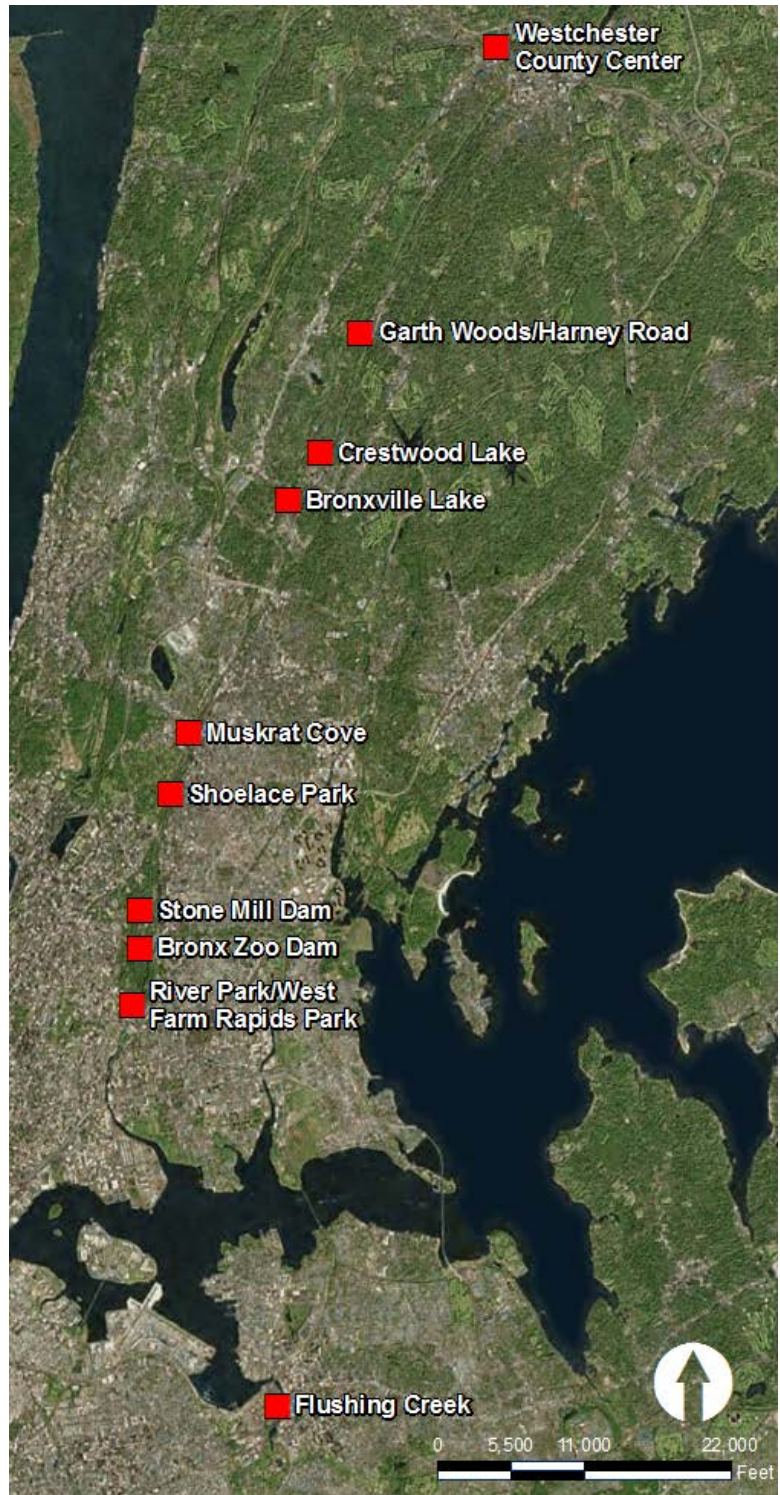 Westchester
County Center
Garth Woods/Harney Road
Crestwood Lake
Bronxville Lake
Muskrat Cove
Shoelace Park
Stone Mill Dam
Bronx Zoo Dam
River Park/West
Farm Rapids Park
Flushing Creek
0 5,500 11,000 22,000
Feet